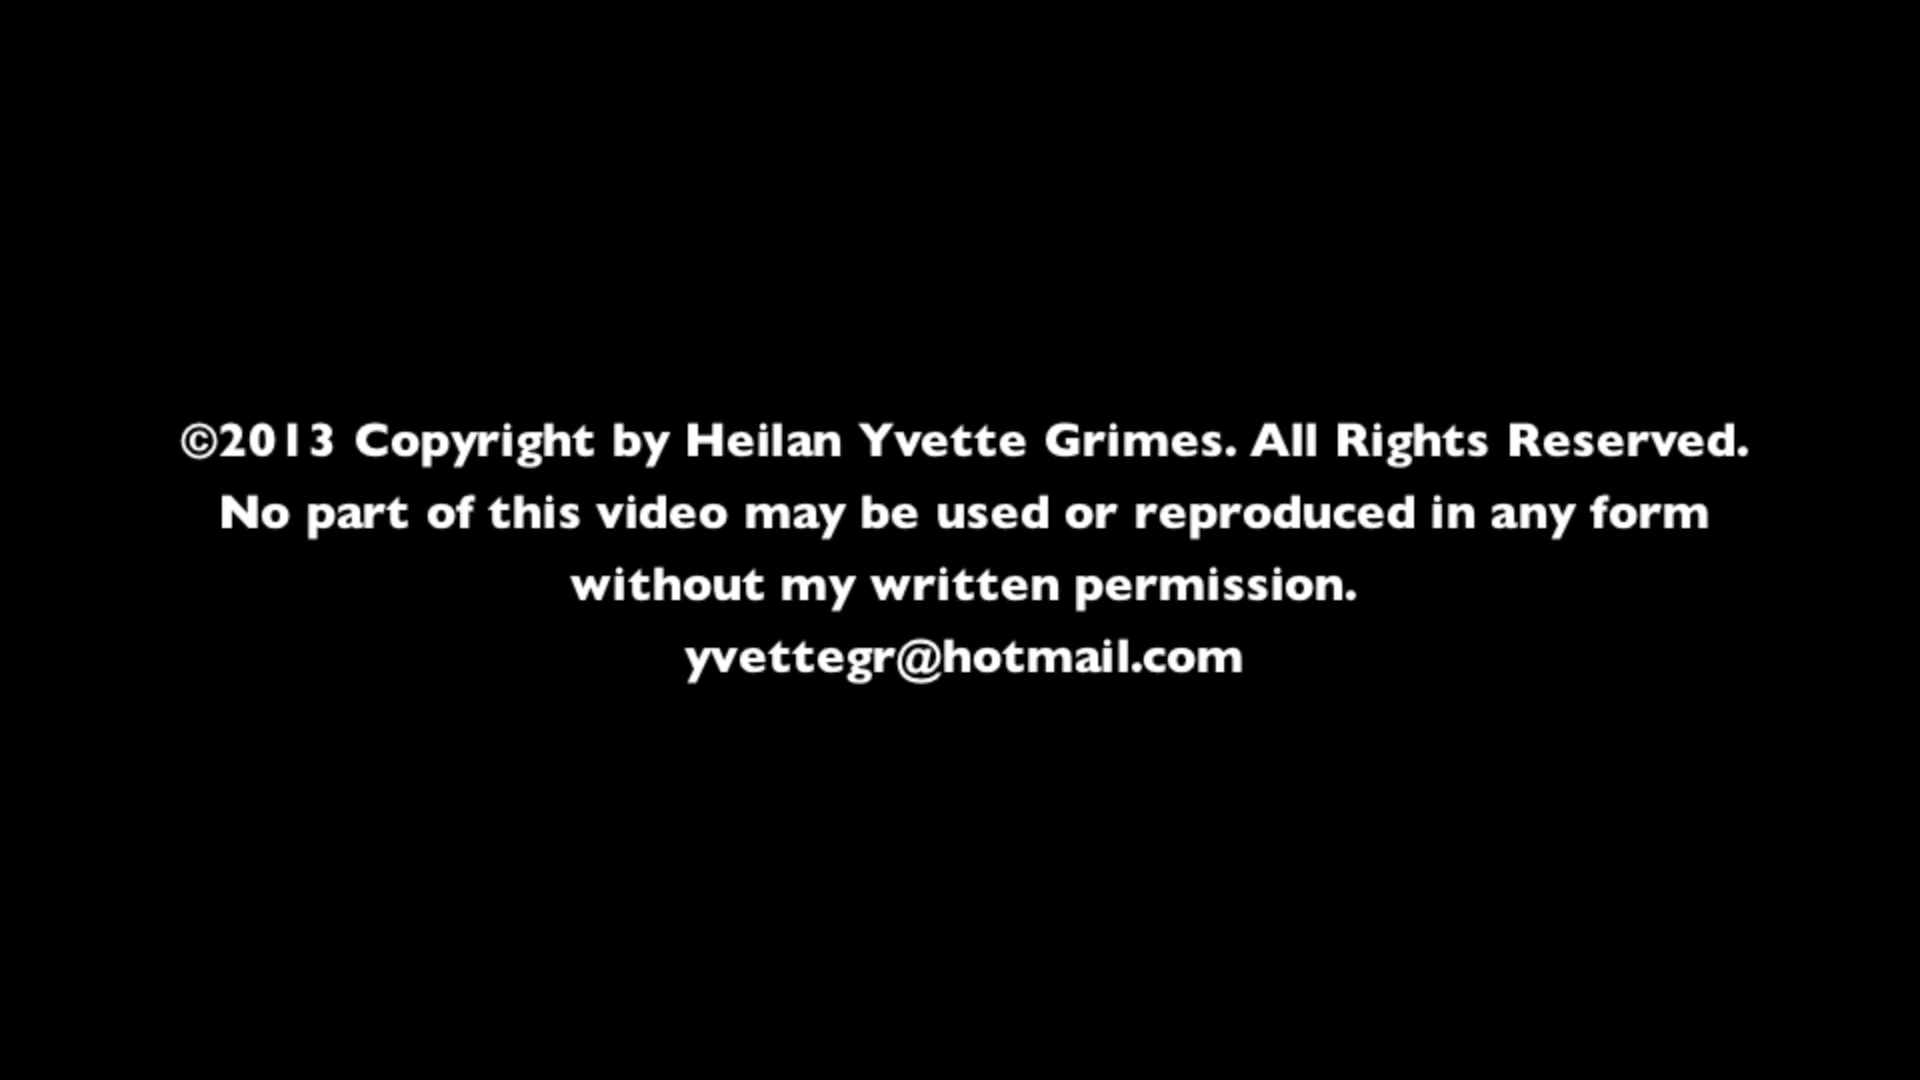 ©2013 Copyright by Heilan Yvette Grimes. All Rights Reserved.
No part of this video may be used or reproduced in any form
without my written permission.
yvettegr@hotmail.com